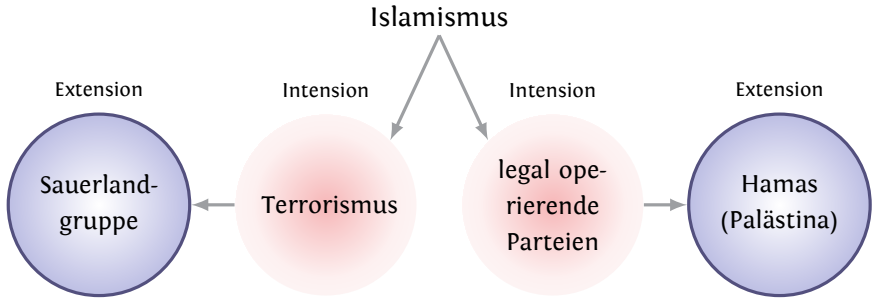 Islamismus
Extension
Intension
Intension
Extension
Sauerland-
gruppe
Terrorismus
legal ope-
rierende
Parteien
Hamas
(Palästina)